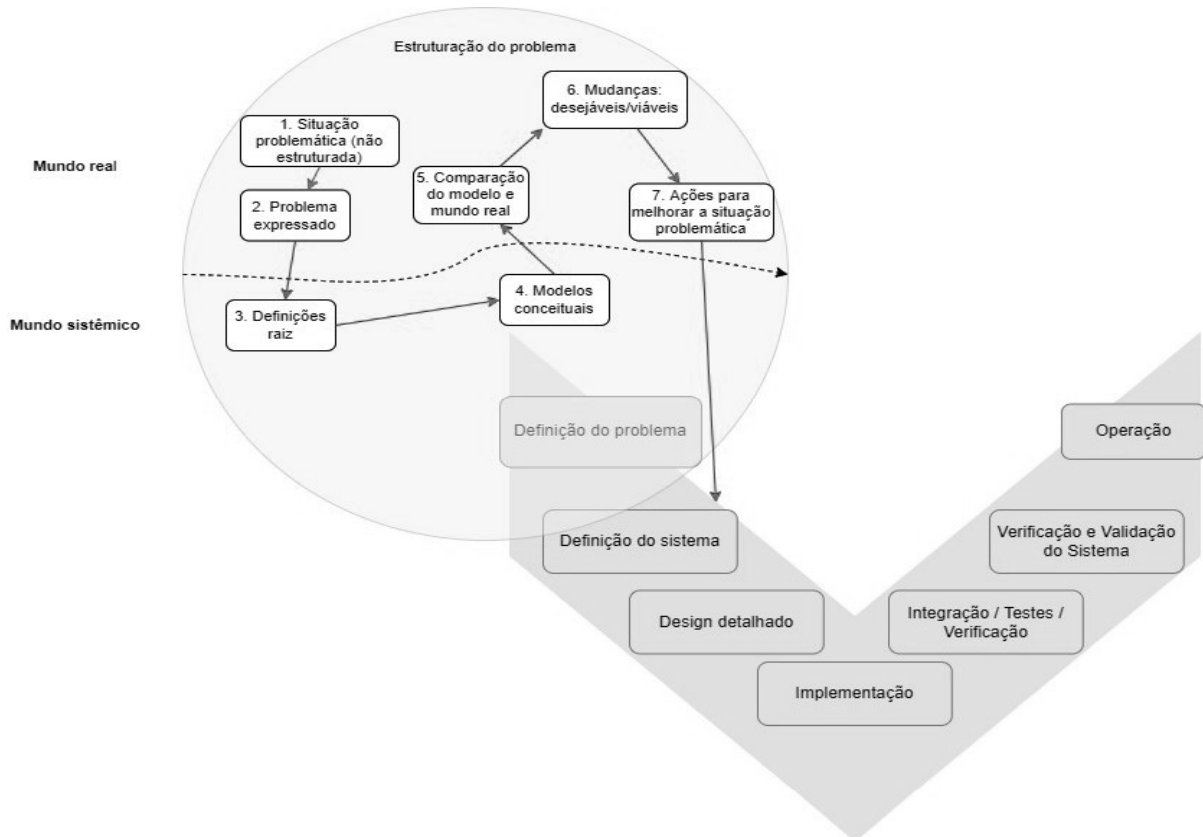 Estruturação do problema
6. Mudanças:
desejáveis/viáveis
1. Situação
problemática (não
estruturada)
Mundo real
5. Comparação
do modelo e
mundo real
2. Problema
expressado
7. Ações para
melhorar a situação
problemática
4. Modelos
conceituais
Mundo sistêmico
3. Definições
raiz
Definição do problema
Operação
Definição do sistema
Verificação e Validação
do Sistema
Design detalhado
Integração / Testes /
Verificação
Implementação